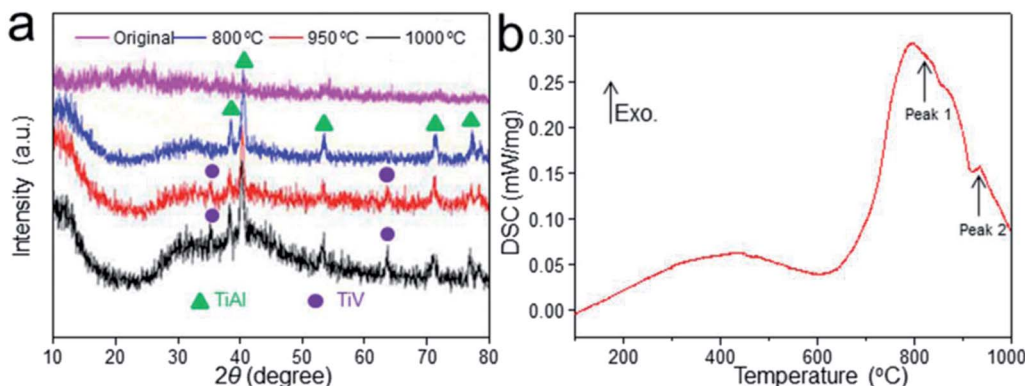 a
Original 800 ºC 950 ºC 1000 ºC
Intensity (a.u.)
TiAl TiV
10 20 30 40 50 60 70 80
2θ (degree)
b
0.30
0.25
0.20
0.15
0.10
0.05
0.00
DSC (mW/mg)
Exo.
Peak 1
Peak 2
200 400 600 800 1000
Temperature (ºC)